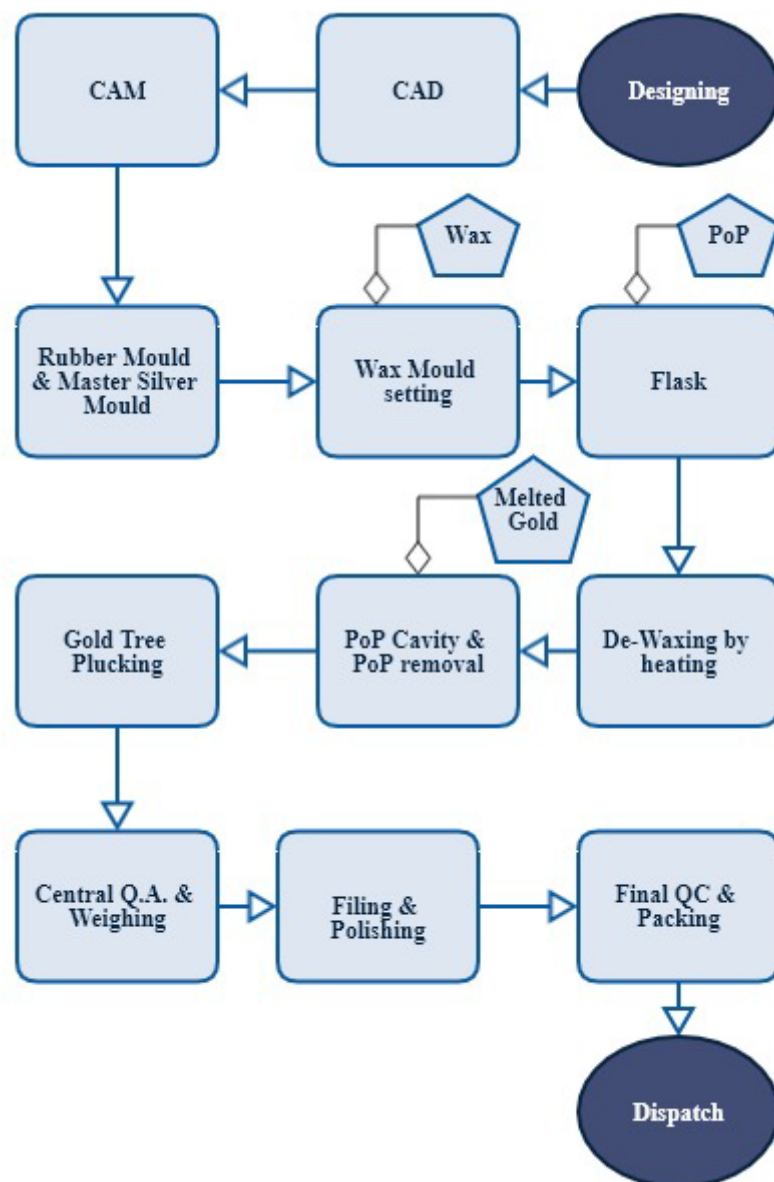 Designing
CAD
CAM
Rubber Mould
& Master Silver
Mould
Wax
Wax Mould
setting
PoP
Flask
De-Waxing by
heating
Melted
Gold
PoP Cavity &
PoP removal
Gold Tree
Plucking
Central Q.A. &
Weighing
Filing &
Polishing
Final QC &
Packing
Dispatch